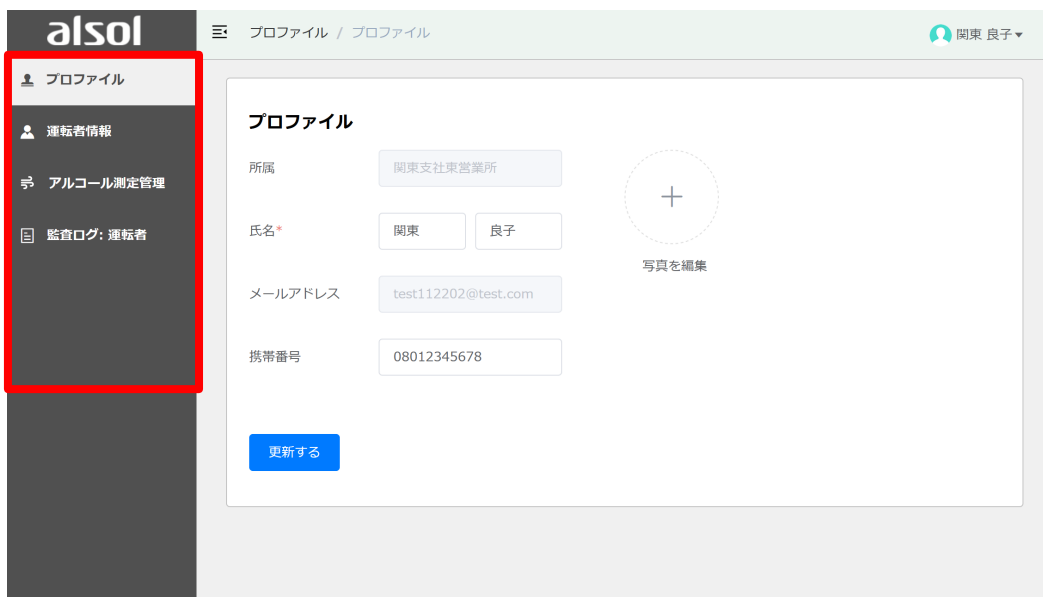 alsol
プロファイル / プロファイル
関東 良子
プロファイル
運転者情報
アルコール測定管理
監査ログ: 運転者
プロファイル
所属 関東支社東営業所
氏名* 関東 良子
写真を編集
メールアドレス test112202@test.com
携帯番号 08012345678
更新する